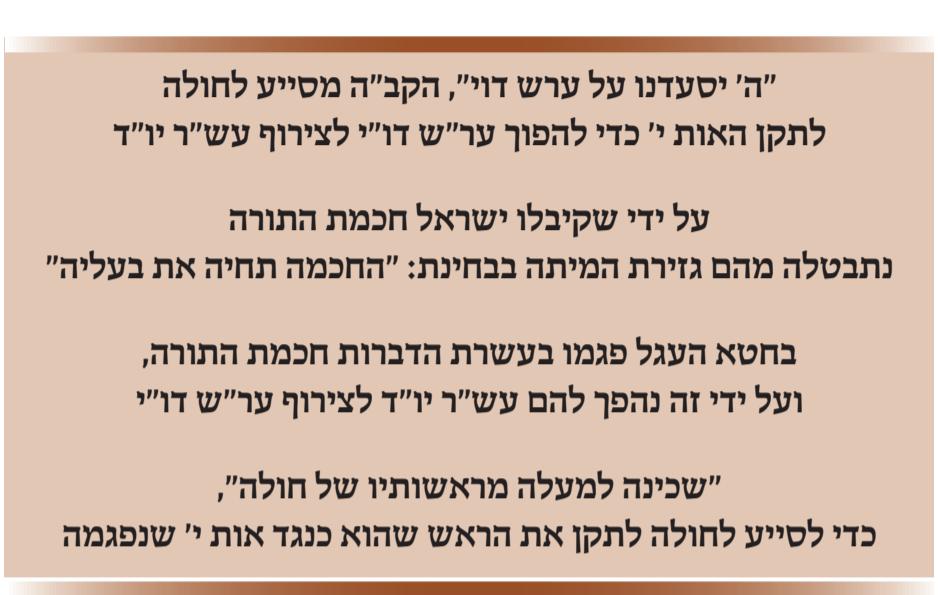 "ה' יסעדנו על ערש דוי", הקב"ה מסייע לחולה
לתקן האות י' כדי להפוך ער"ש דו"י לצירוף עש"ר יו"ד
על ידי שקיבלו ישראל חכמת התורה
נתבטלה מהם גזירת המיתה בבחינת: "החכמה תחיה את בעליה"
בחטא העגל פגמו בעשרת הדברות חכמת התורה,
ועל ידי זה נהפך להם עש"ר יו"ד לצירוף ער"ש דו"י
"שכינה למעלה מראשותיו של חולה",
כדי לסייע לחולה לתקן את הראש שהוא כנגד אות י' שנפגמה